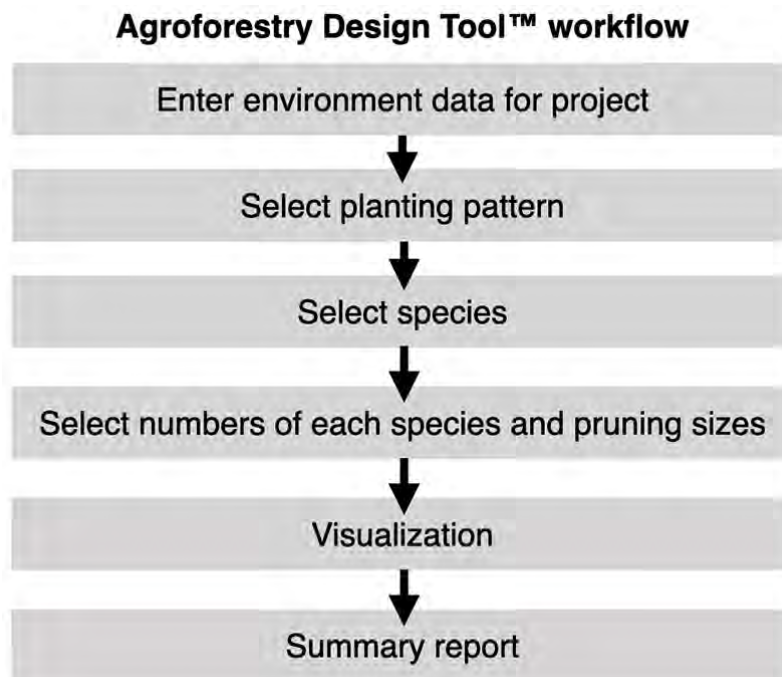 Agroforestry Design Tool™ workflow
Enter environment data for project
Select planting pattern
Select species
Select numbers of each species and pruning sizes
Visualization
Summary report